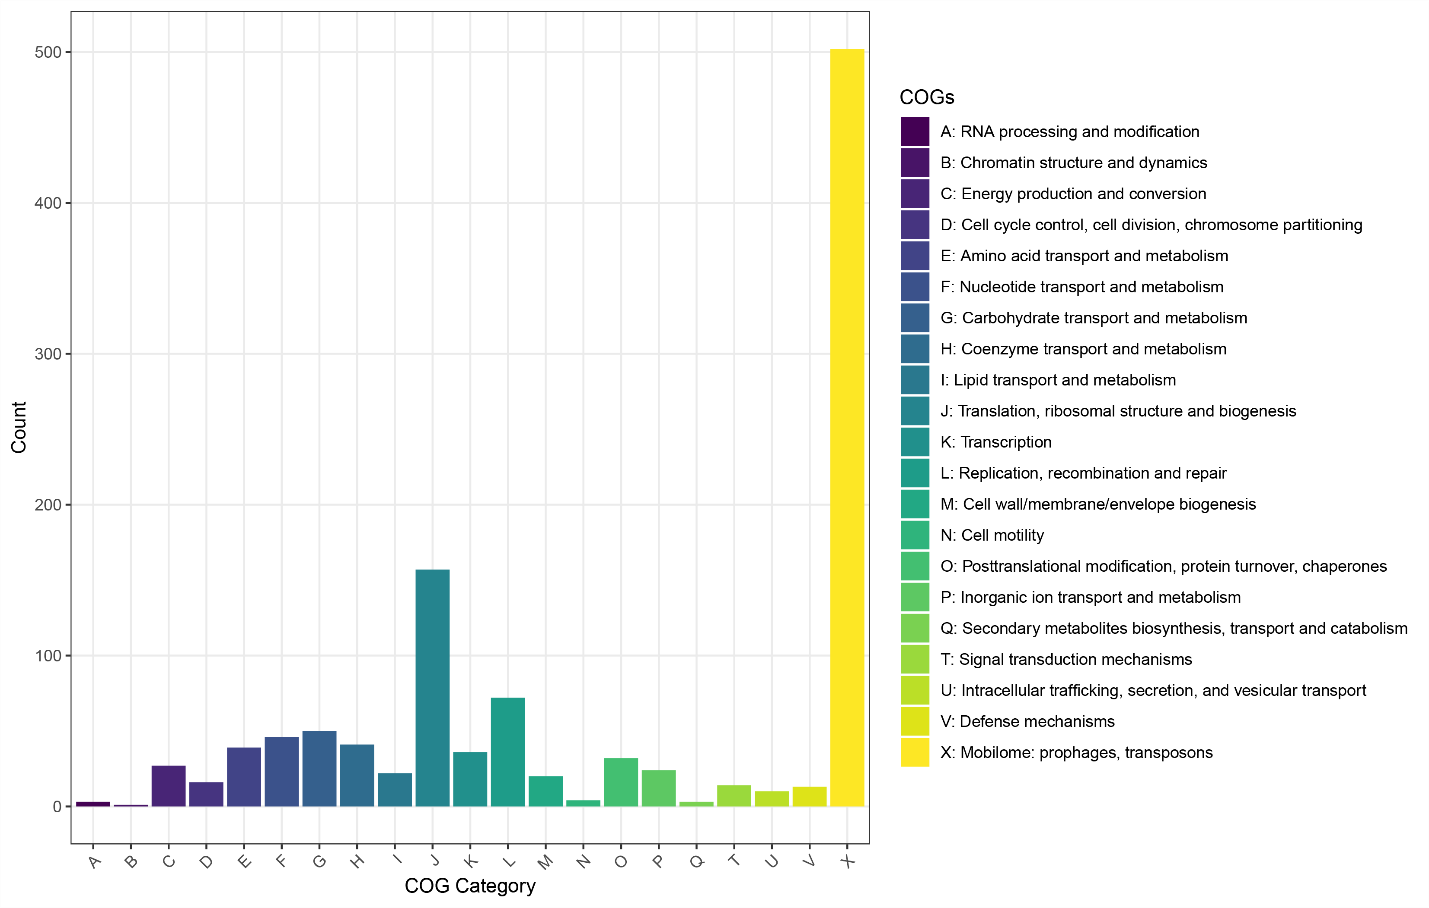 500
400
300
200
100
0
Count
A B C D E F G H I J K L M N O P Q T U V X
COG Category
COGs
A: RNA processing and modification
B: Chromatin structure and dynamics
C: Energy production and conversion
D: Cell cycle control, cell division, chromosome partitioning
E: Amino acid transport and metabolism
F: Nucleotide transport and metabolism
G: Carbohydrate transport and metabolism
H: Coenzyme transport and metabolism
I: Lipid transport and metabolism
J: Translation, ribosomal structure and biogenesis
K: Transcription
L: Replication, recombination and repair
M: Cell wall/membrane/envelope biogenesis
N: Cell motility
O: Posttranslational modification, protein turnover, chaperones
P: Inorganic ion transport and metabolism
Q: Secondary metabolites biosynthesis, transport and catabolism
T: Signal transduction mechanisms
U: Intracellular trafficking, secretion, and vesicular transport
V: Defense mechanisms
X: Mobilome: prophages, transposons